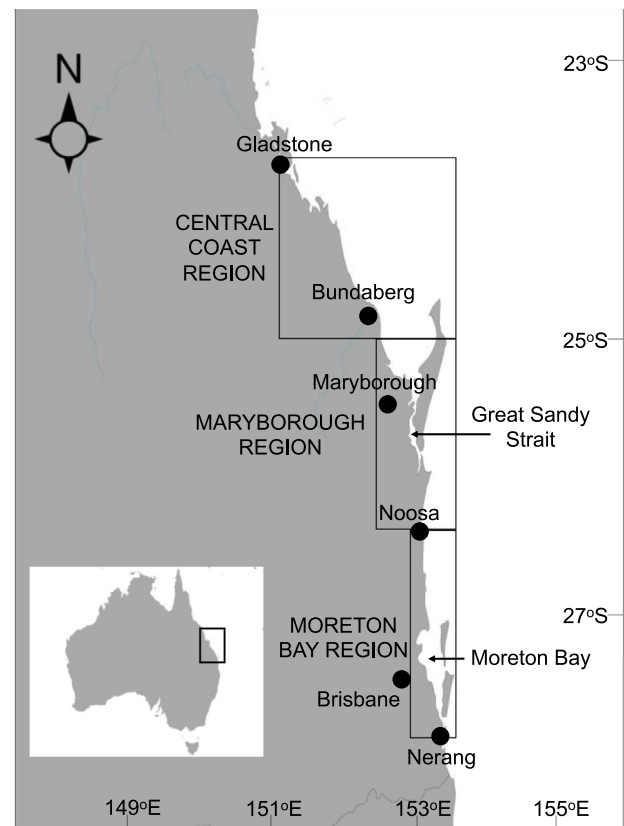 N
23°S
Gladstone
CENTRAL
COAST
REGION
Bundaberg
25°S
Maryborough
MARYBOROUGH
REGION
Great Sandy
Strait
Noosa
27°S
MORETON
BAY REGION
Moreton Bay
Brisbane
Nerang
149°E
151°E
153°E
155°E